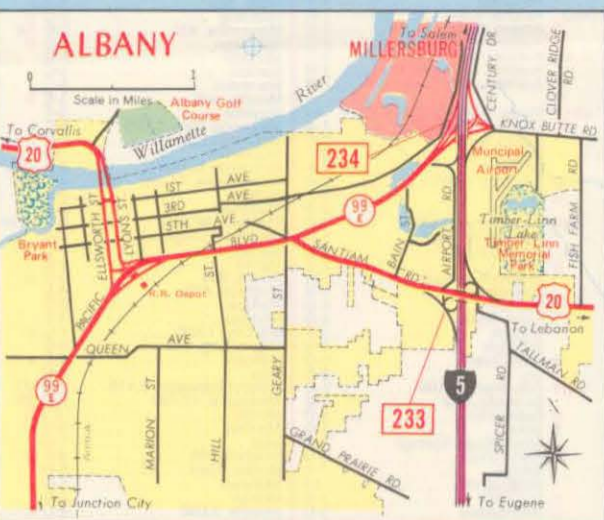 ALBANY
To Salem
MILLERSBURG
CENTURY DR.
CLOVER RIDGE
RD
Scale in Miles
0
1
Albany Golf
Course
River
Willamette
KNOX BUTTE RD
To Corvallis
20
234
Municipal
Airport
1ST AVE
3RD AVE
5TH AVE
99
E
ELLSWORTH ST
LYON ST
BAIN ST
AIRPORT RD
Timber-Linn
Lake
Timber-Linn
Memorial
Park
FISH FARM RD
Bryant
Park
PACIFIC BLVD
SANTIAM RD
R.R. Depot
20
To Lebanon
QUEEN AVE
TALLMAN RD
99
E
5
233
MARION ST
HILL ST
GEARY ST
GRAND PRAIRIE RD
SPICER RD
To Junction City
To Eugene